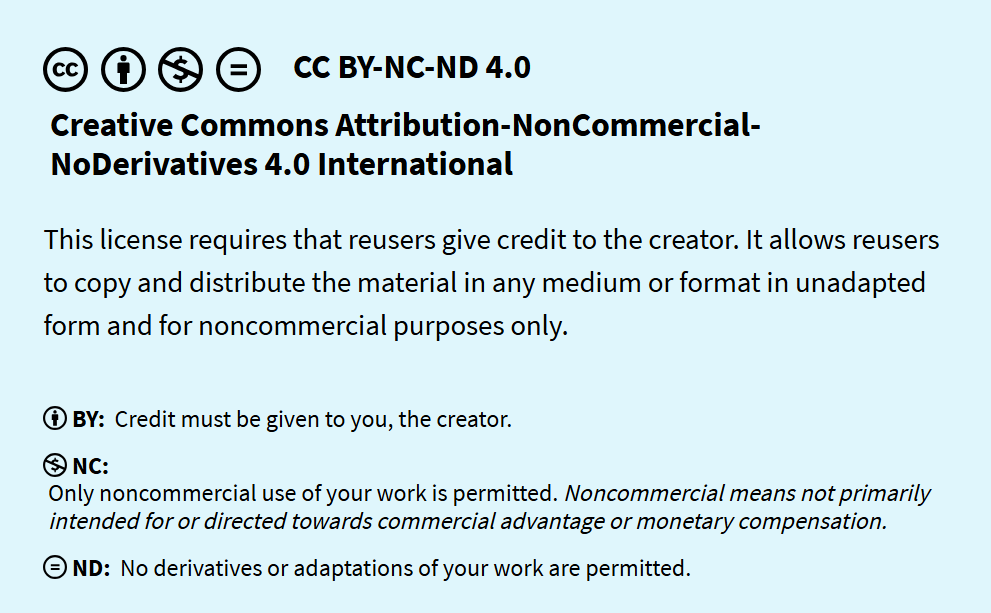 cc CC BY-NC-ND 4.0
Creative Commons Attribution-NonCommercial-
NoDerivatives 4.0 International
This license requires that reusers give credit to the creator. It allows reusers
to copy and distribute the material in any medium or format in unadapted
form and for noncommercial purposes only.
BY: Credit must be given to you, the creator.
NC:
Only noncommercial use of your work is permitted. Noncommercial means not primarily
intended for or directed towards commercial advantage or monetary compensation.
ND: No derivatives or adaptations of your work are permitted.